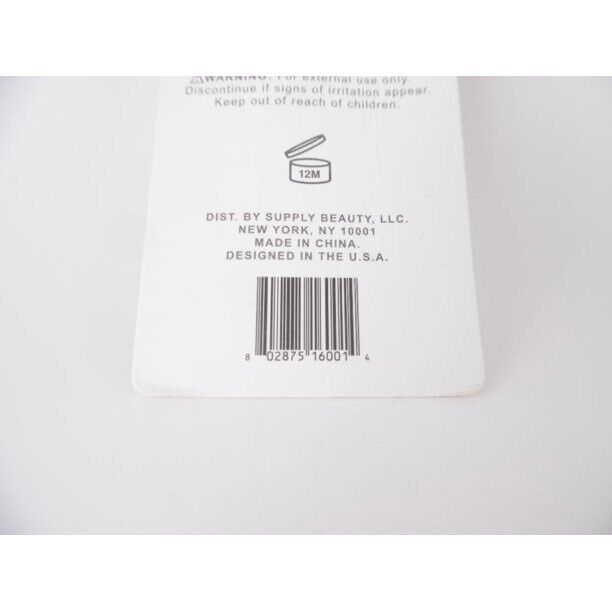 ⚠WARNING: For external use only.
Discontinue if signs of irritation appear.
Keep out of reach of children.
12M
DIST. BY SUPPLY BEAUTY, LLC.
NEW YORK, NY 10001
MADE IN CHINA.
DESIGNED IN THE U.S.A.
8 02875 16001 4